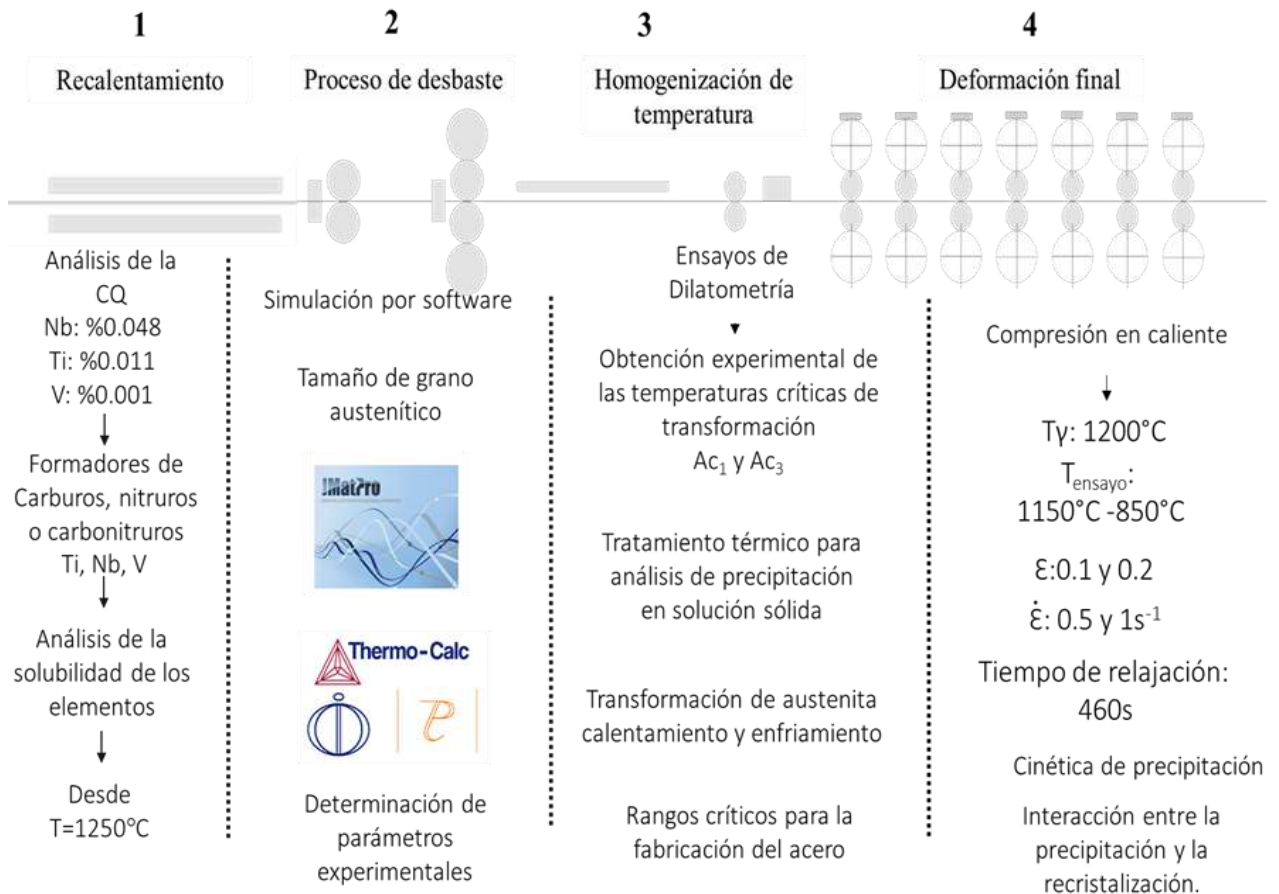 1
Recalentamiento
Análisis de la
CQ
Nb: %0.048
Ti: %0.011
V: %0.001
Formadores de
Carburos, nitruros
o carbonitruros
Ti, Nb, V
Análisis de la
solubilidad de los
elementos
Desde
T=1250°C
2
Proceso de desbaste
Simulación por software
Tamaño de grano
austenítico
JMatPro
Thermo-Calc
Determinación de
parámetros
experimentales
3
Homogenización de
temperatura
Ensayos de
Dilatometría
Obtención experimental de
las temperaturas críticas de
transformación
Ac₁ y Ac₃
Tratamiento térmico para
análisis de precipitación
en solución sólida
Transformación de austenita
calentamiento y enfriamiento
Rangos críticos para la
fabricación del acero
4
Deformación final
Compresión en caliente
Tγ: 1200°C
Tensayo:
1150°C -850°C
Ɛ:0.1 y 0.2
Ɛ̇: 0.5 y 1s⁻¹
Tiempo de relajación:
460s
Cinética de precipitación
Interacción entre la
precipitación y la
recristalización.